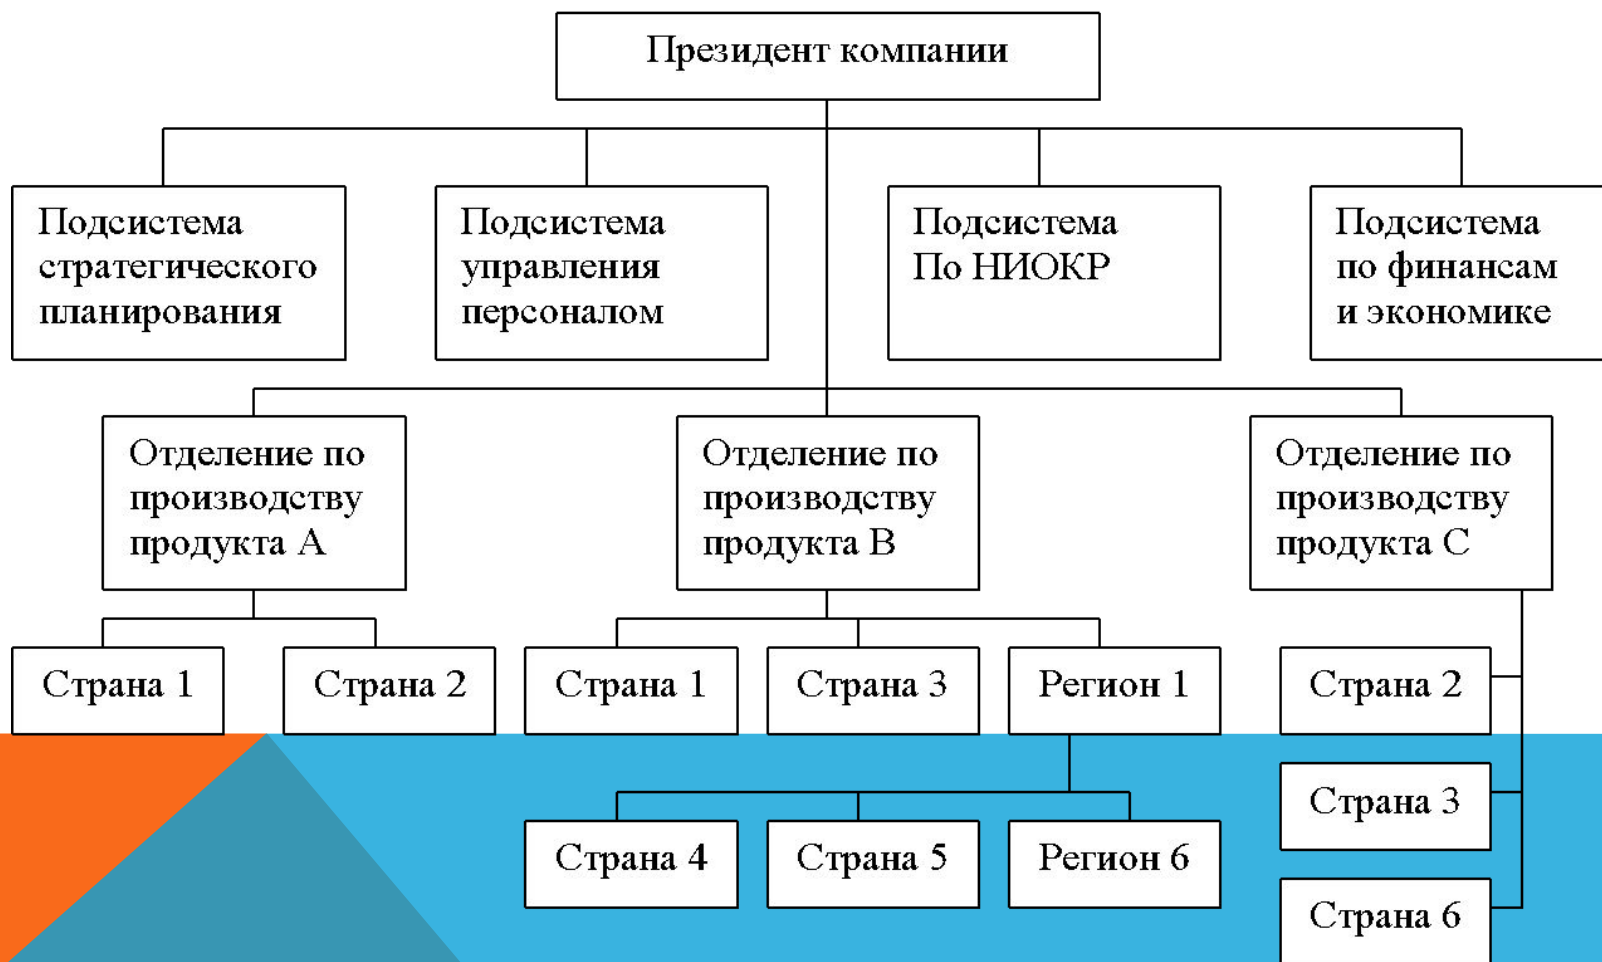 Президент компании
Подсистема
стратегического
планирования
Подсистема
управления
персоналом
Подсистема
По НИОКР
Подсистема
по финансам
и экономике
Отделение по
производству
продукта А
Отделение по
производству
продукта В
Отделение по
производству
продукта С
Страна 1
Страна 2
Страна 1
Страна 3
Регион 1
Страна 2
Страна 3
Страна 4
Страна 5
Регион 6
Страна 6